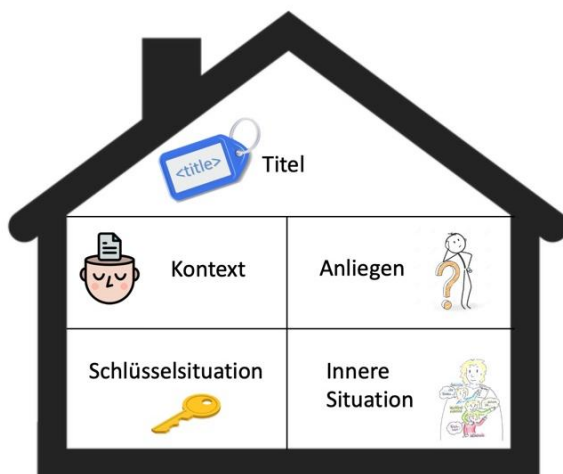 <title>
Titel
Kontext
Anliegen
?
Schlüsselsituation
Innere
Situation